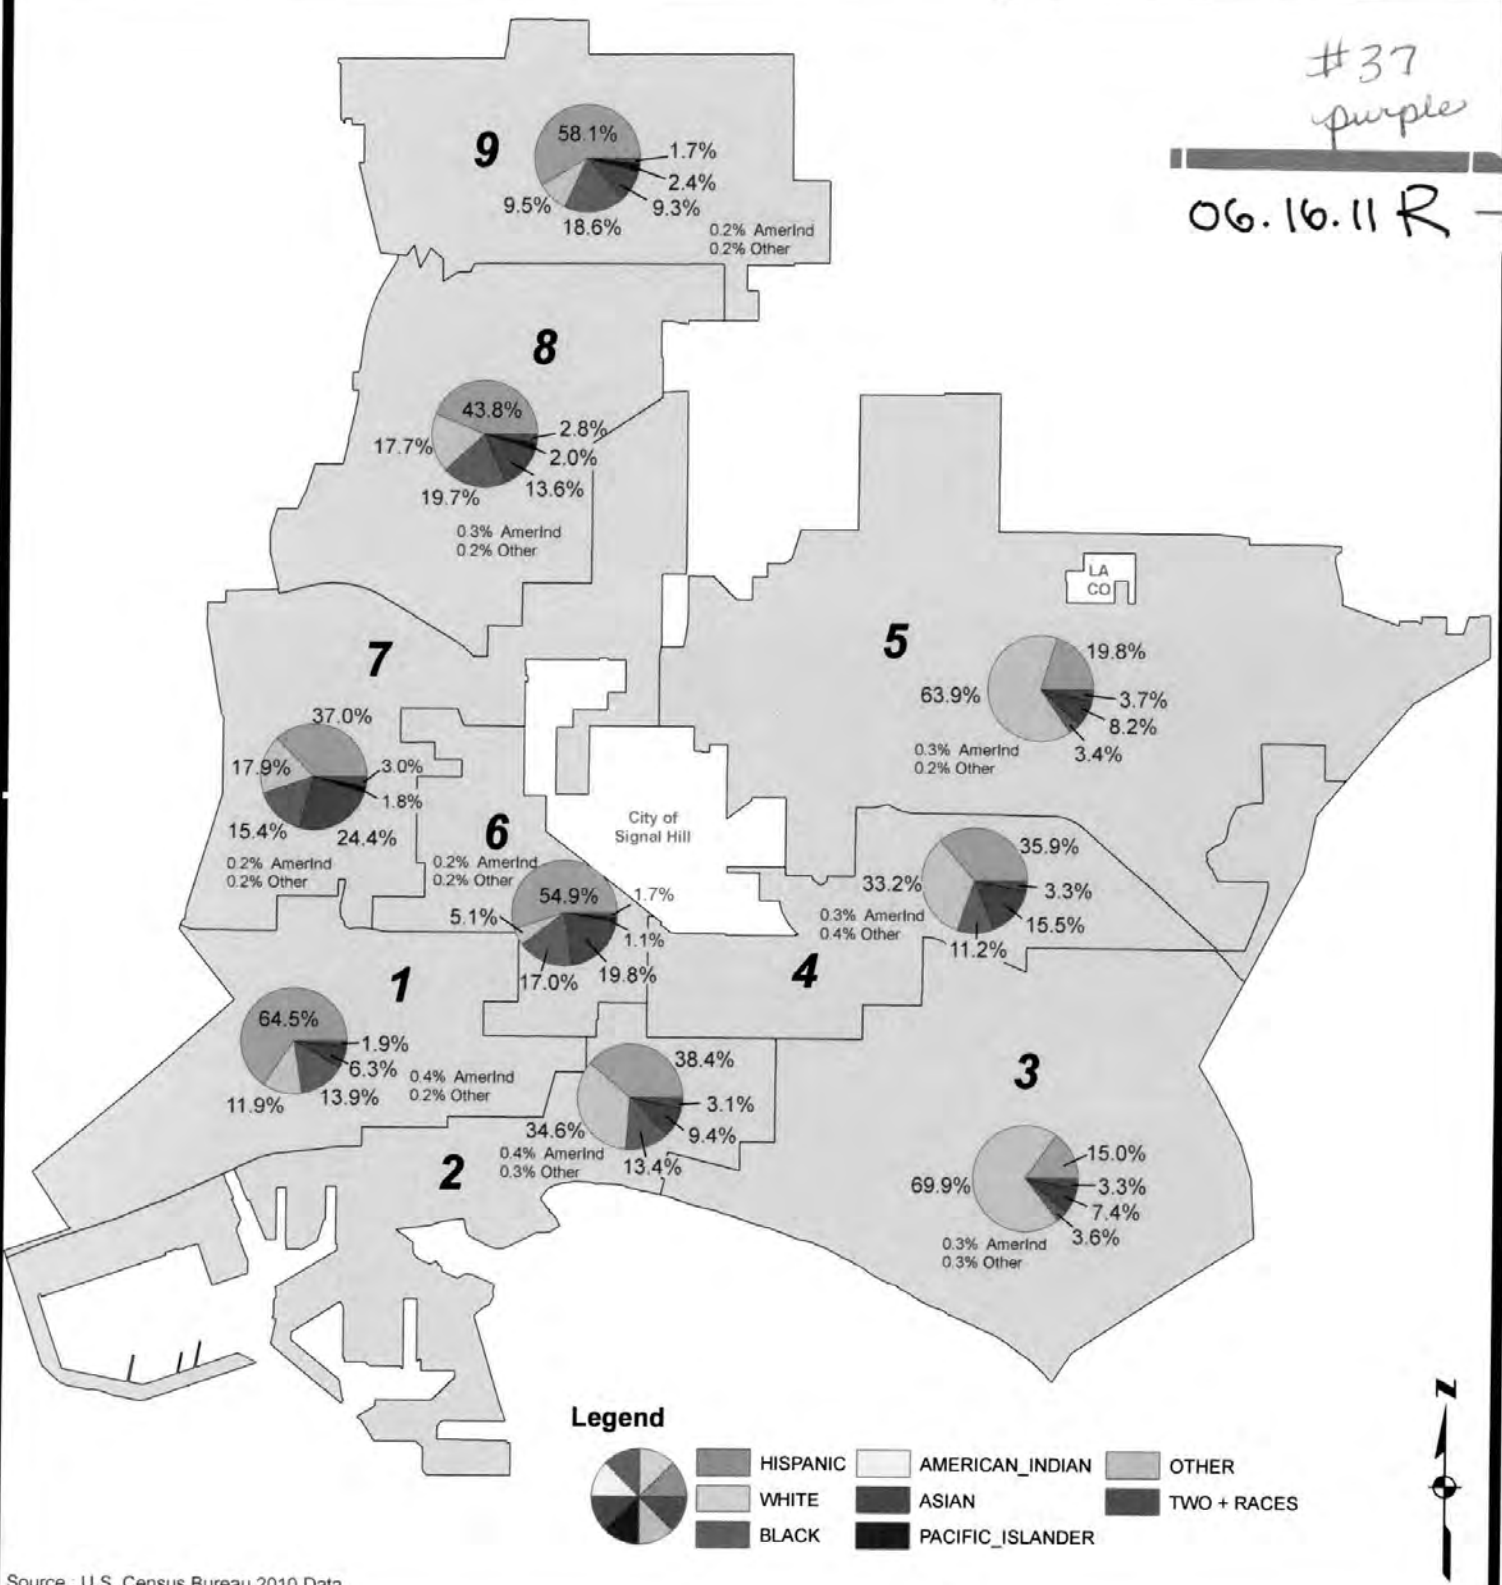 #37
purple
06.16.11 R
9
58.1%
1.7%
2.4%
9.3%
18.6%
9.5%
0.2% AmerInd
0.2% Other
8
43.8%
2.8%
2.0%
13.6%
19.7%
17.7%
0.3% AmerInd
0.2% Other
LA
CO
5
19.8%
3.7%
8.2%
3.4%
63.9%
0.3% AmerInd
0.2% Other
7
37.0%
3.0%
1.8%
24.4%
15.4%
17.9%
0.2% AmerInd
0.2% Other
City of
Signal Hill
6
0.2% AmerInd
0.2% Other
54.9%
1.7%
1.1%
19.8%
17.0%
5.1%
35.9%
3.3%
15.5%
11.2%
33.2%
0.3% AmerInd
0.4% Other
4
1
64.5%
1.9%
6.3%
13.9%
11.9%
0.4% AmerInd
0.2% Other
38.4%
3.1%
9.4%
13.4%
34.6%
0.4% AmerInd
0.3% Other
2
3
15.0%
3.3%
7.4%
3.6%
69.9%
0.3% AmerInd
0.3% Other
N
Legend
HISPANIC
WHITE
BLACK
AMERICAN_INDIAN
ASIAN
PACIFIC_ISLANDER
OTHER
TWO + RACES
Source : U.S. Census Bureau 2010 Data